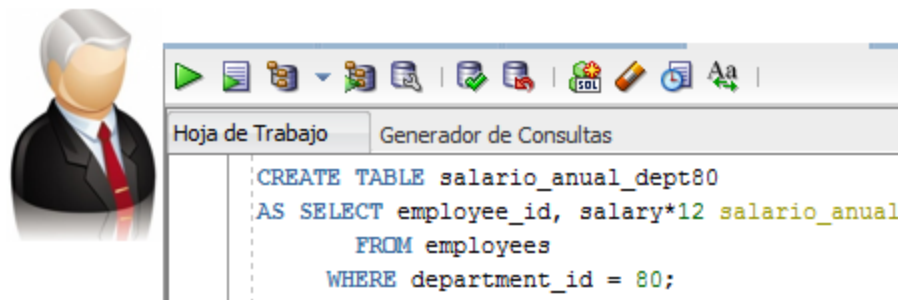 SQL
Aa
Hoja de Trabajo
Generador de Consultas
CREATE TABLE salario_anual_dept80
AS SELECT employee_id, salary*12 salario_anual
FROM employees
WHERE department_id = 80;